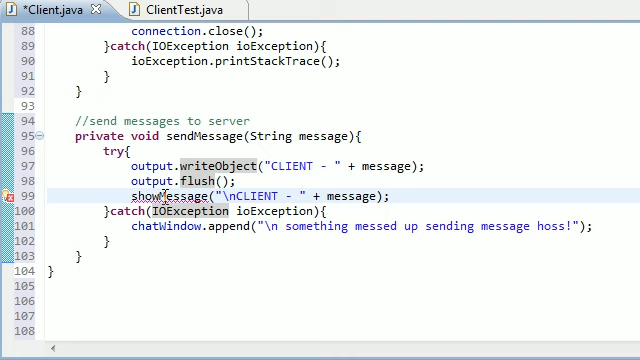 *Client.java
ClientTest.java
88 connection.close();
89 }catch(IOException ioException){
90 ioException.printStackTrace();
91 }
92 }
93
94 //send messages to server
95 private void sendMessage(String message){
96 try{
97 output.writeObject("CLIENT - " + message);
98 output.flush();
99 showMessage("\nCLIENT - " + message);
100 }catch(IOException ioException){
101 chatWindow.append("\n something messed up sending message hoss!");
102 }
103 }
104 }
105
106
107
108